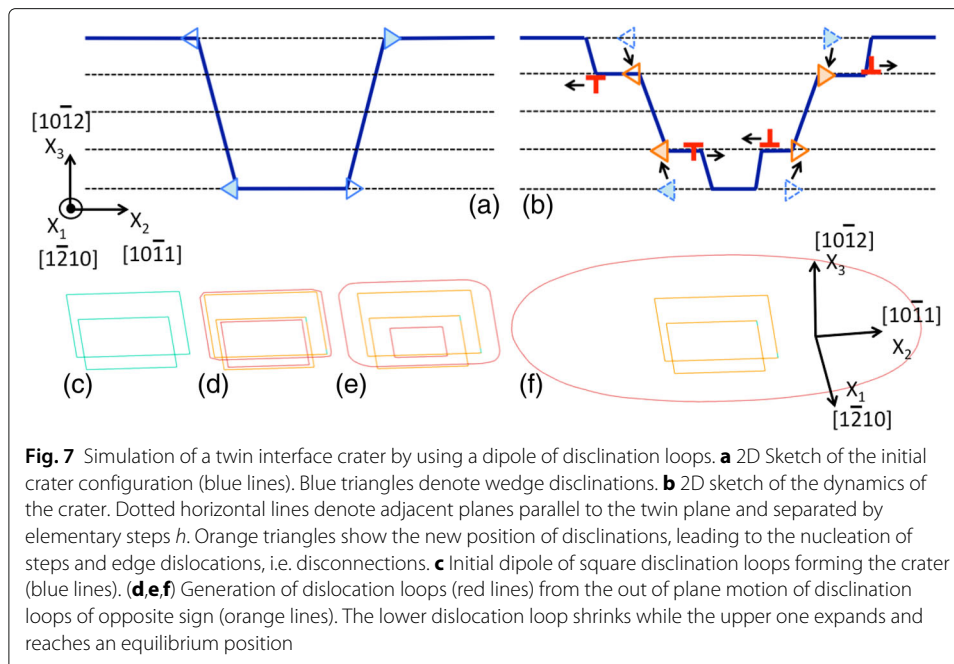 [101̅2]
X₃
X₂
X₁
[12̅10]
[101̅1]
(a)
(b)
[101̅2]
X₃
[101̅1]
X₂
X₁
[12̅10]
(c)
(d)
(e)
(f)
Fig. 7 Simulation of a twin interface crater by using a dipole of disclination loops. a 2D Sketch of the initial
crater configuration (blue lines). Blue triangles denote wedge disclinations. b 2D sketch of the dynamics of
the crater. Dotted horizontal lines denote adjacent planes parallel to the twin plane and separated by
elementary steps h. Orange triangles show the new position of disclinations, leading to the nucleation of
steps and edge dislocations, i.e. disconnections. c Initial dipole of square disclination loops forming the crater
(blue lines). (d,e,f) Generation of dislocation loops (red lines) from the out of plane motion of disclination
loops of opposite sign (orange lines). The lower dislocation loop shrinks while the upper one expands and
reaches an equilibrium position